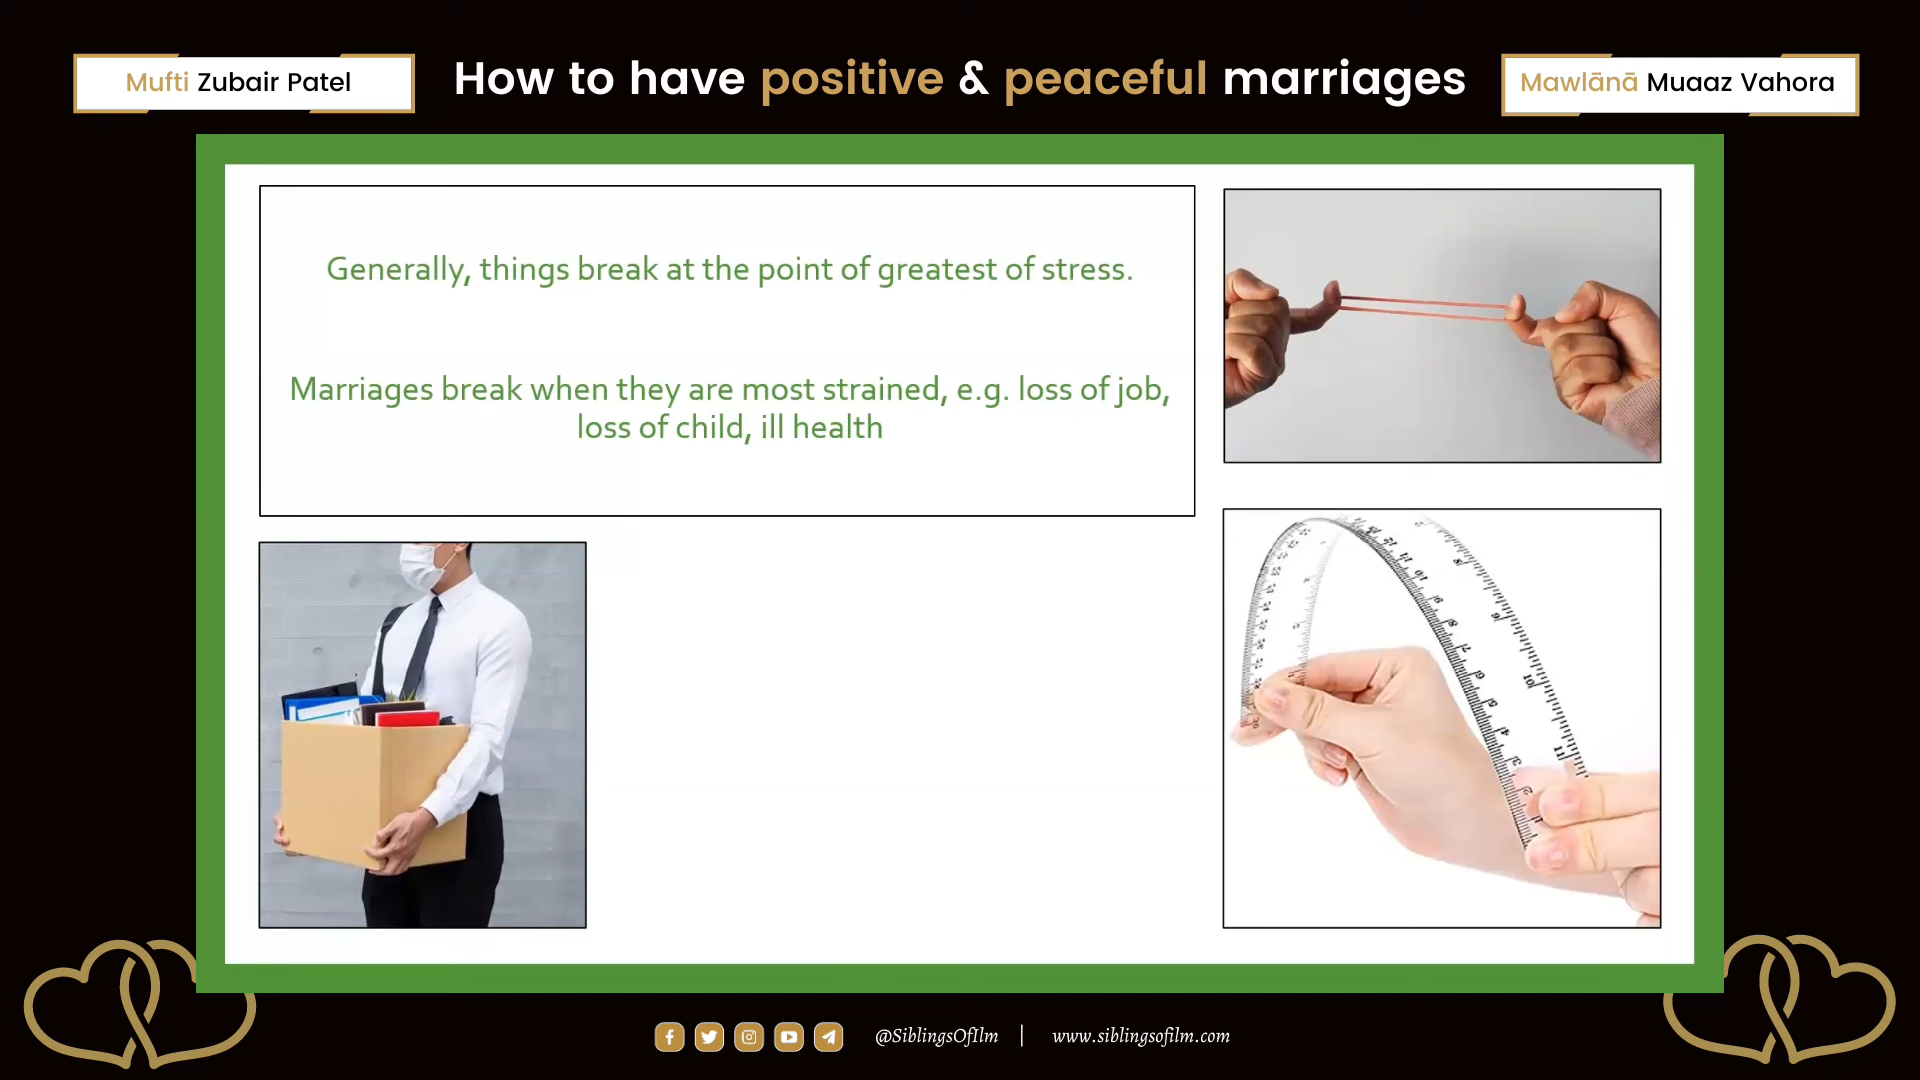 Mufti Zubair Patel
How to have positive & peaceful marriages
Mawlānā Muaaz Vahora
Generally, things break at the point of greatest of stress.
Marriages break when they are most strained, e.g. loss of job,
loss of child, ill health
@SiblingsOfIlm | www.siblingsofilm.com